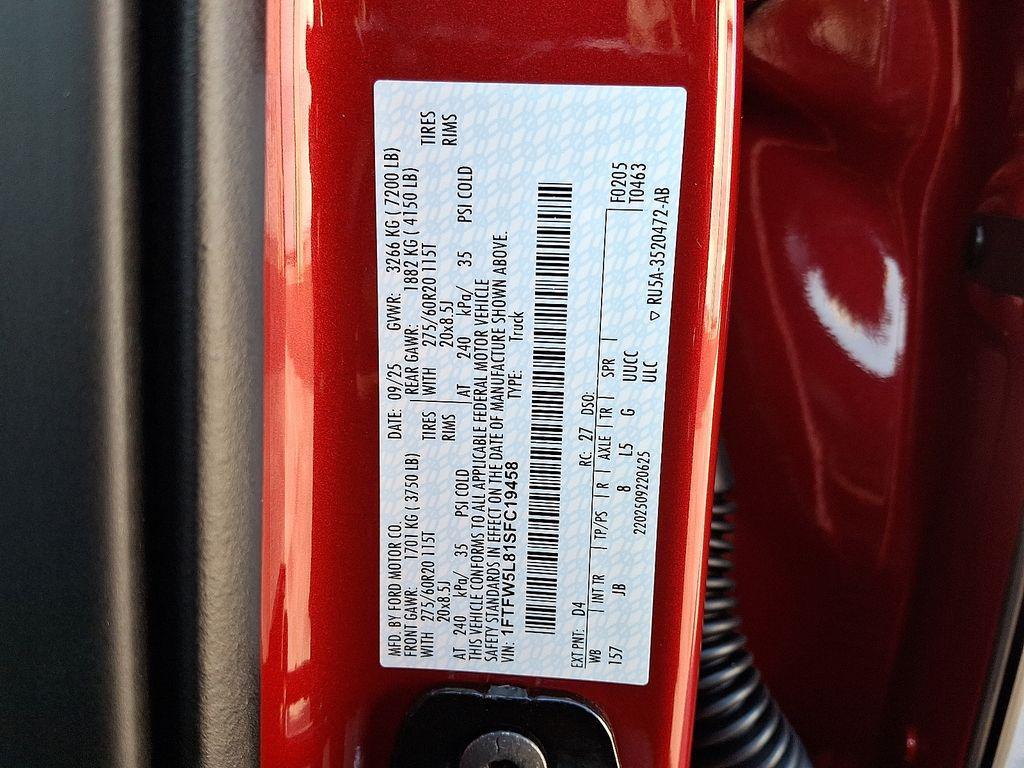 MFD. BY FORD MOTOR CO. DATE: 09/25 GVWR: 3266 KG ( 7200 LB)
FRONT GAWR: 1701 KG ( 3750 LB) REAR GAWR: 1882 KG ( 4150 LB)
WITH 275/60R20 115T TIRES WITH 275/60R20 115T TIRES
20x8.5J RIMS 20x8.5J RIMS
AT 240 kPa/ 35 PSI COLD AT 240 kPa/ 35 PSI COLD
THIS VEHICLE CONFORMS TO ALL APPLICABLE FEDERAL MOTOR VEHICLE
SAFETY STANDARDS IN EFFECT ON THE DATE OF MANUFACTURE SHOWN ABOVE.
VIN: 1FTFW5L81SFC19458 TYPE: Truck
EXT PNT: D4 RC: 27 DSO:
WB | INT TR | TP/PS | R | AXLE | TR | SPR | F0205
157 JB 8 L5 G UUCC T0463
ULC
2202509220625 ▽ RU5A-3520472-AB